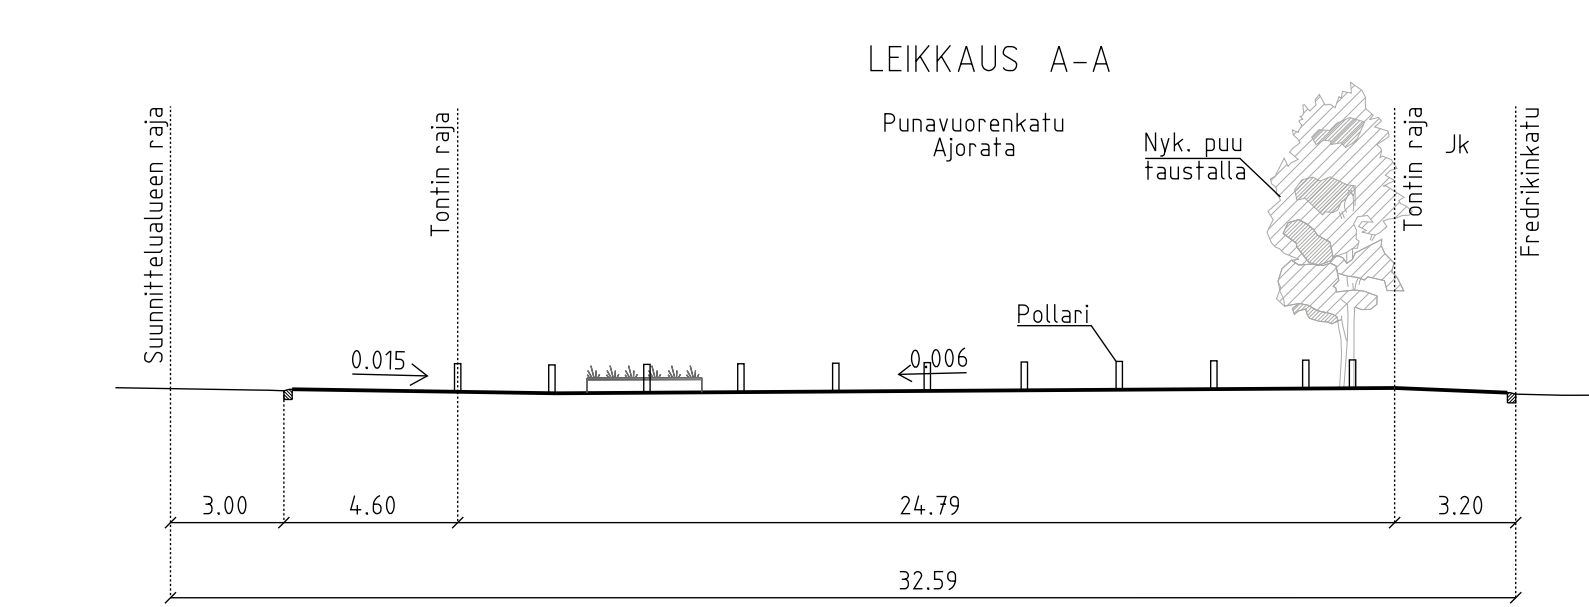 LEIKKAUS A-A
Punavuorenkatu
Ajorata
Suunnittelualueen raja
Tontin raja
Nyk. puu
taustalla
Tontin raja
Jk
Fredrikinkatu
Pollari
0.015
0.006
3.00
4.60
24.79
3.20
32.59